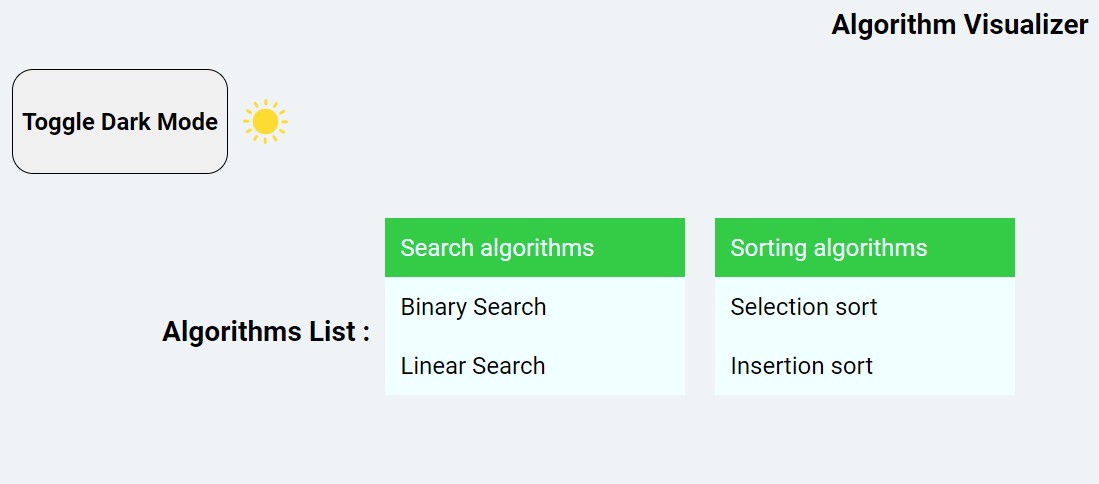 Algorithm Visualizer
Toggle Dark Mode
Algorithms List :
Search algorithms
Binary Search
Linear Search
Sorting algorithms
Selection sort
Insertion sort